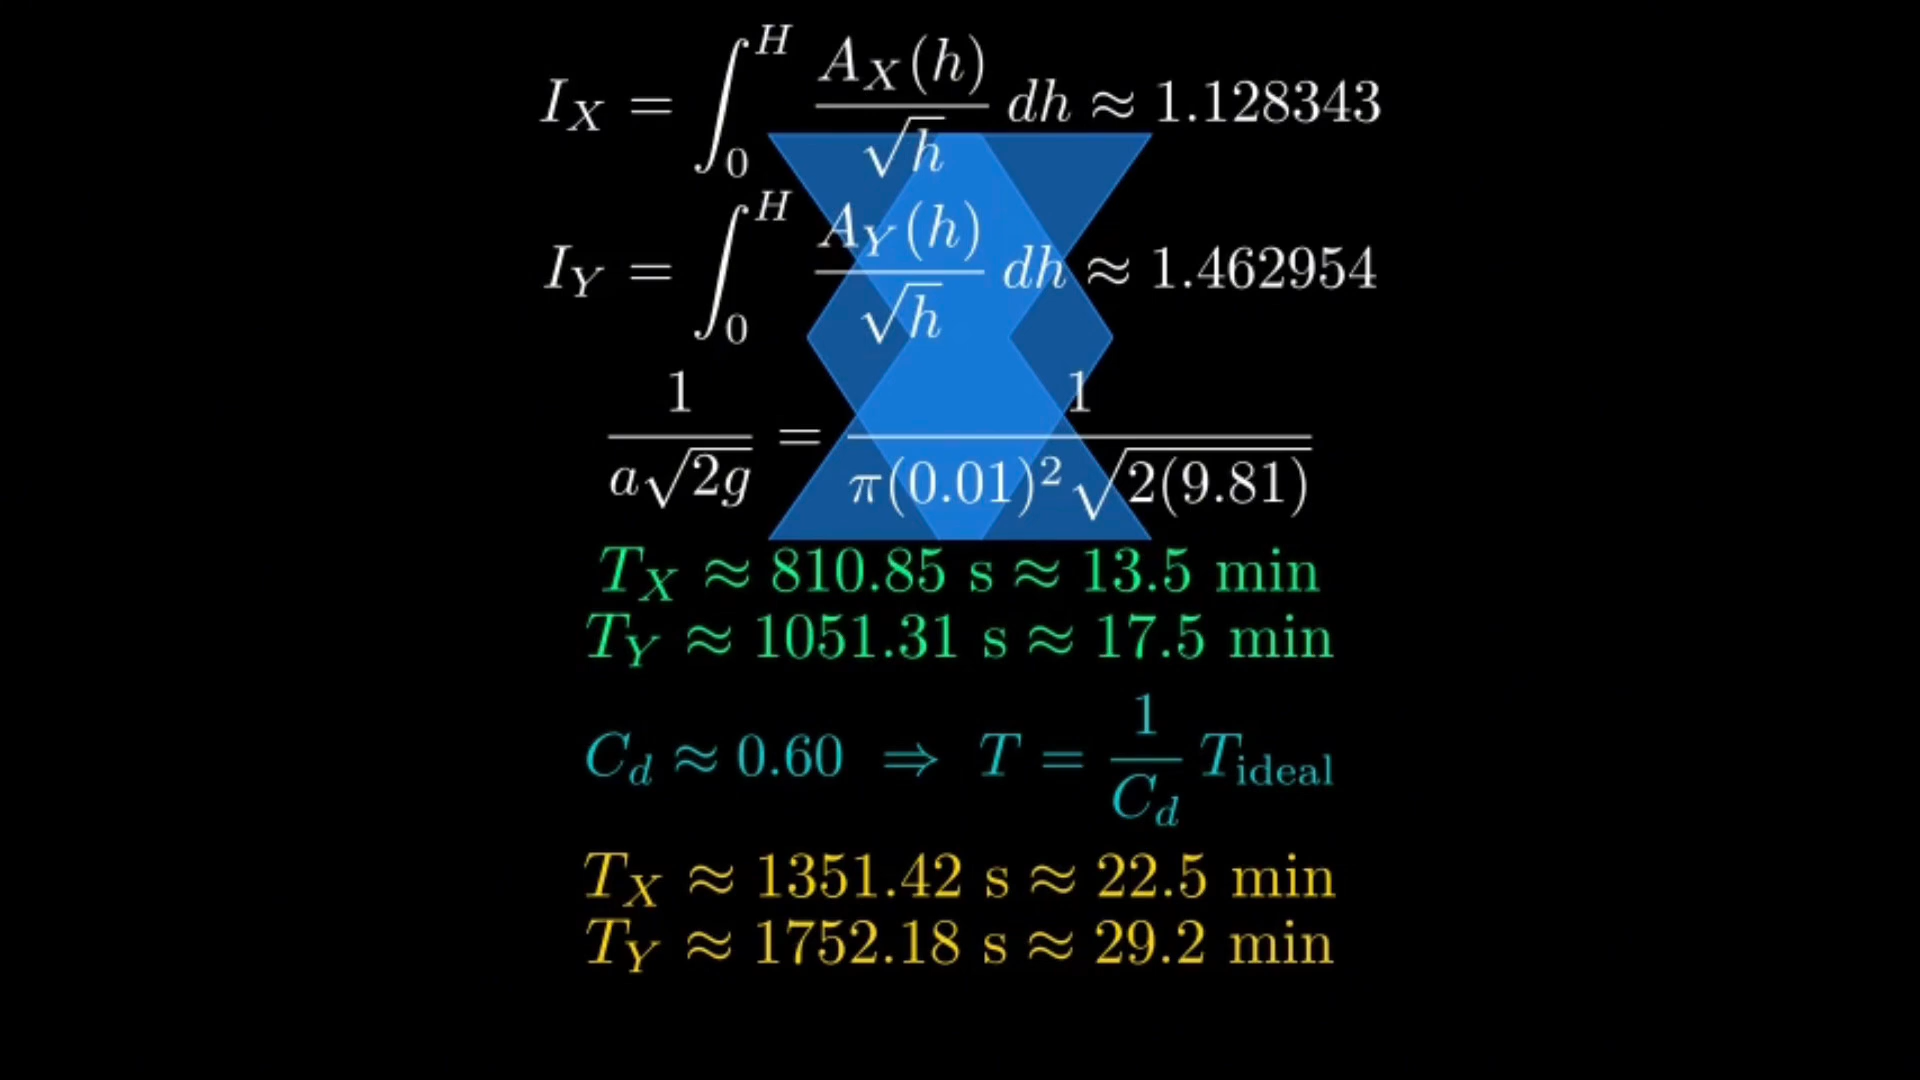 I_X = ∫_0^H A_X(h)/√h dh ≈ 1.128343
I_Y = ∫_0^H A_Y(h)/√h dh ≈ 1.462954
1/(a√(2g)) = 1/(π(0.01)²√(2(9.81)))
T_X ≈ 810.85 s ≈ 13.5 min
T_Y ≈ 1051.31 s ≈ 17.5 min
C_d ≈ 0.60 ⇒ T = 1/C_d T_ideal
T_X ≈ 1351.42 s ≈ 22.5 min
T_Y ≈ 1752.18 s ≈ 29.2 min